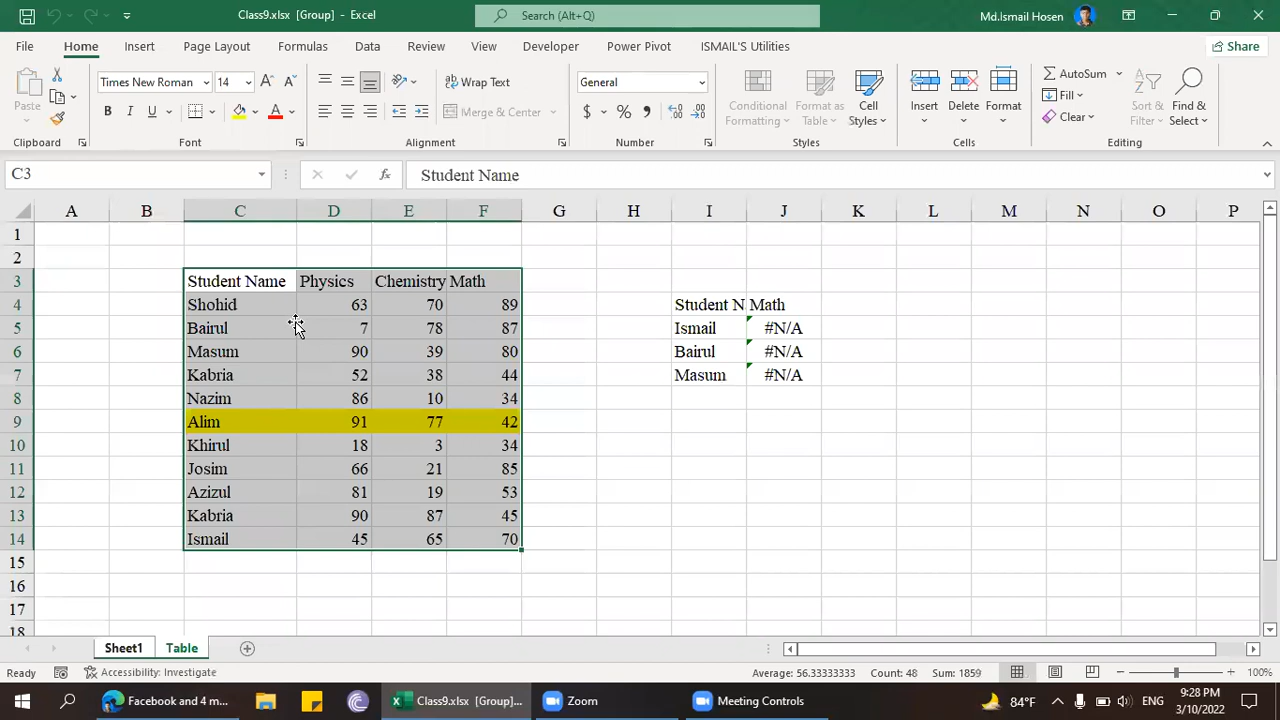 Class9.xlsx [Group] - Excel
Search (Alt+Q)
Md.Ismail Hosen
File Home Insert Page Layout Formulas Data Review View Developer Power Pivot ISMAIL'S Utilities Share
Paste
Times New Roman 14
B I U
Wrap Text
Merge & Center
General
$ % ,
Conditional Formatting
Format as Table
Cell Styles
Insert Delete Format
AutoSum
Fill
Clear
Sort & Filter
Find & Select
Clipboard Font Alignment Number Styles Cells Editing
C3 fx Student Name
A B C D E F G H I J K L M N O P
1
2
3 Student Name Physics Chemistry Math
4 Shohid 63 70 89 Student N Math
5 Bairul 7 78 87 Ismail #N/A
6 Masum 90 39 80 Bairul #N/A
7 Kabria 52 38 44 Masum #N/A
8 Nazim 86 10 34
9 Alim 91 77 42
10 Khirul 18 3 34
11 Josim 66 21 85
12 Azizul 81 19 53
13 Kabria 90 87 45
14 Ismail 45 65 70
15
16
17
18
Sheet1 Table
Ready Accessibility: Investigate Average: 56.33333333 Count: 48 Sum: 1859 100%
Facebook and 4 m... Class9.xlsx [Group]... Zoom Meeting Controls 84°F ENG 9:28 PM
3/10/2022